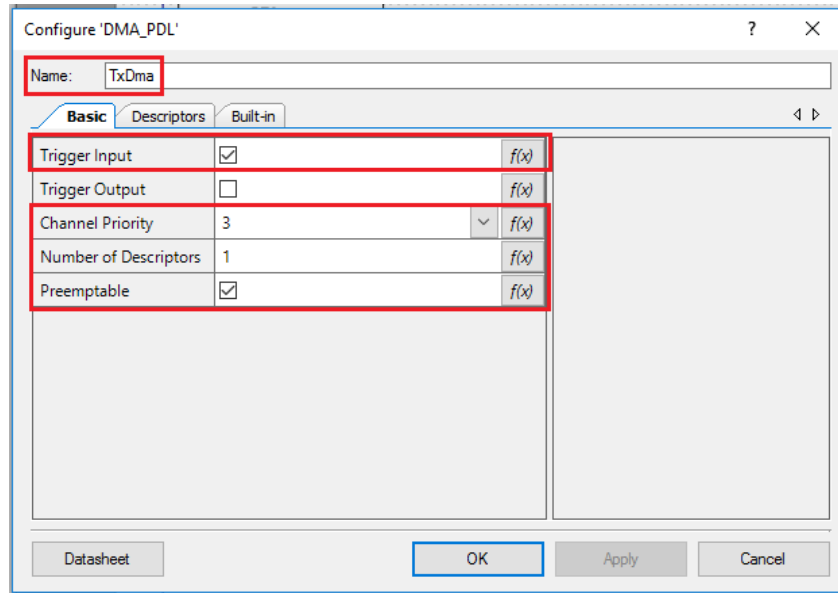 Configure 'DMA_PDL' ?
Name: TxDma
Basic Descriptors Built-in
Trigger Input f(x)
Trigger Output f(x)
Channel Priority 3 f(x)
Number of Descriptors 1 f(x)
Preemptable f(x)
Datasheet OK Apply Cancel